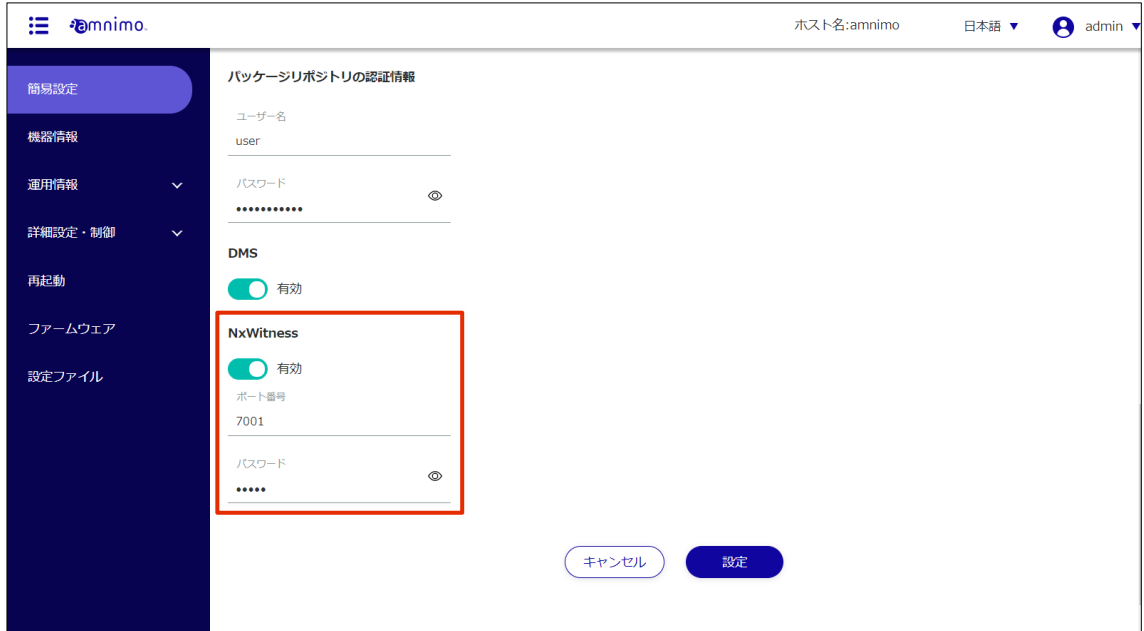 amnimo
ホスト名:amnimo
日本語 ▼
admin ▼
簡易設定
機器情報
運用情報
詳細設定・制御
再起動
ファームウェア
設定ファイル
パッケージリポジトリの認証情報
ユーザー名
user
パスワード
•••••••••••
DMS
有効
NxWitness
有効
ポート番号
7001
パスワード
•••••
キャンセル
設定